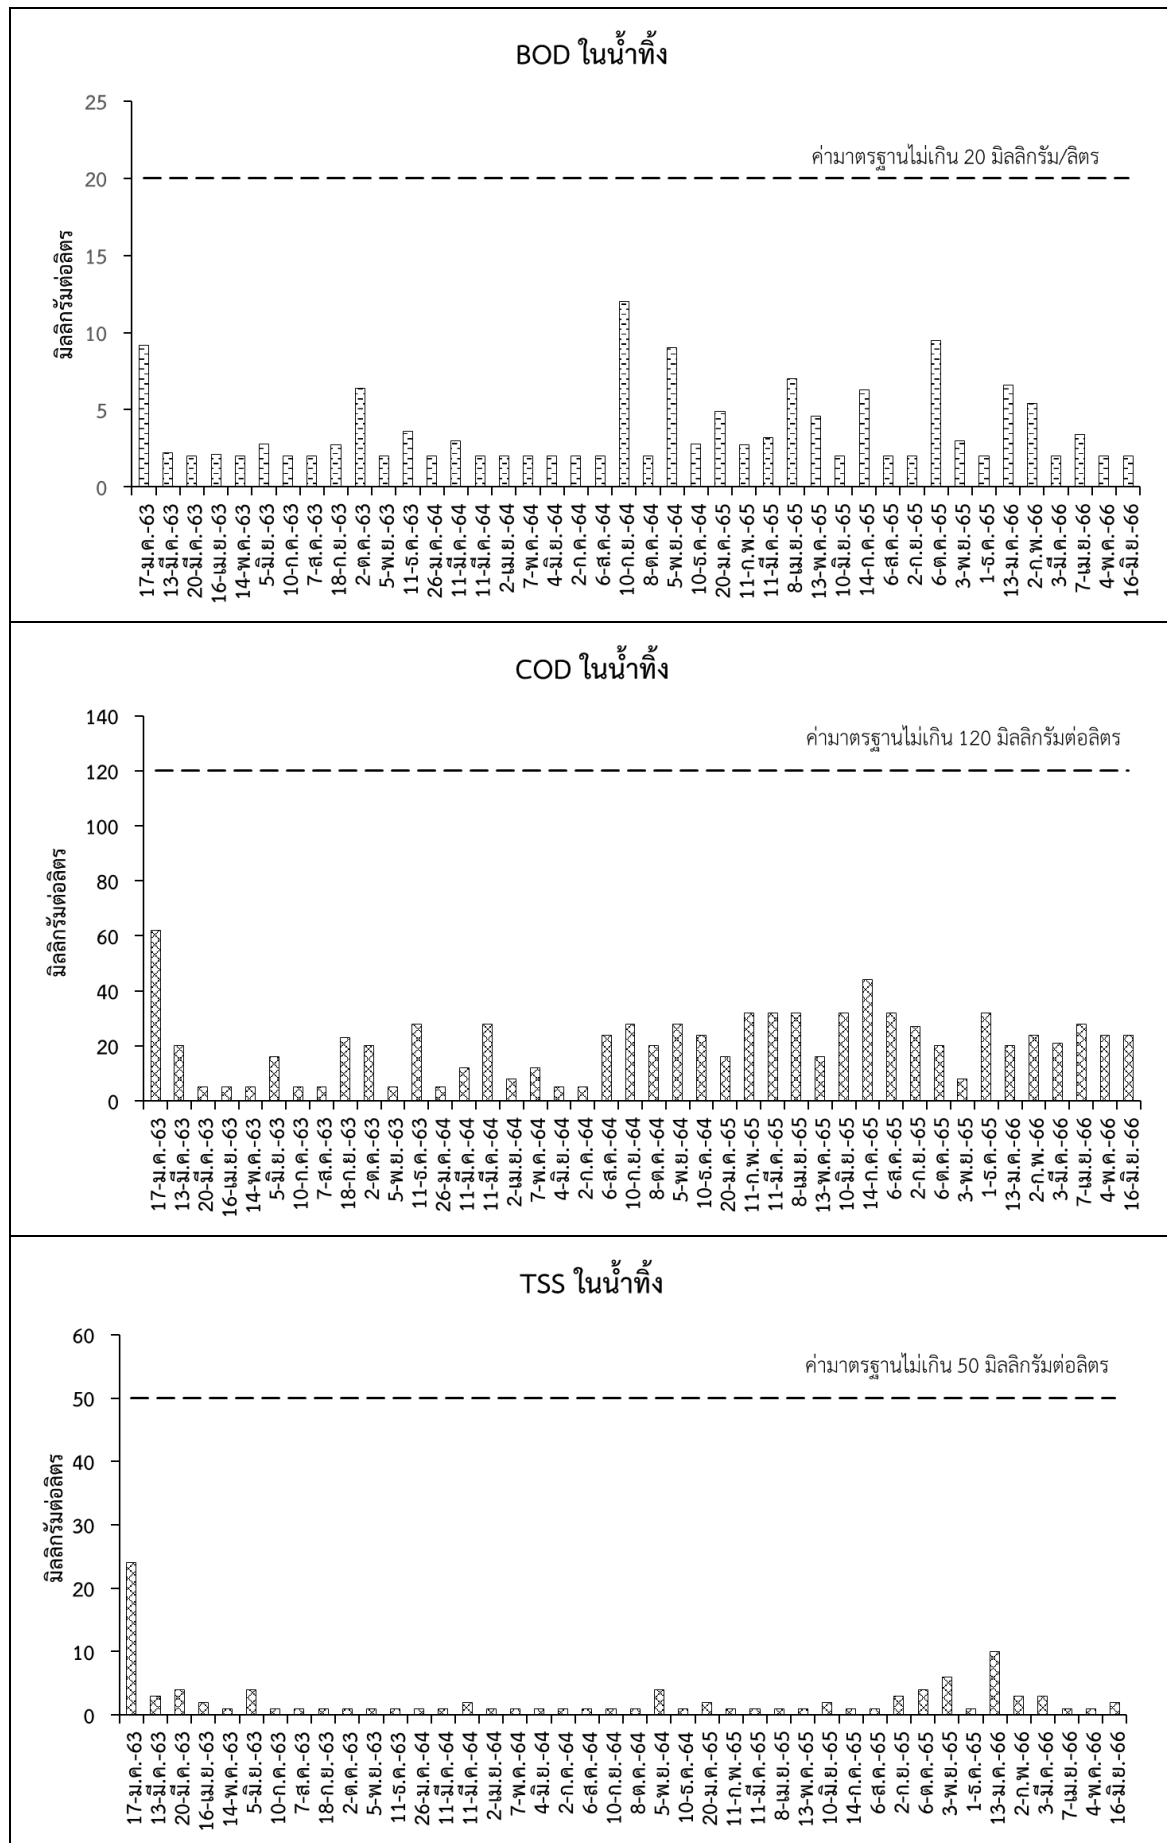 BOD ในน้ำทิ้ง
25
ค่ามาตรฐานไม่เกิน 20 มิลลิกรัม/ลิตร
20
15
10
5
0
มิลลิกรัมต่อลิตร
17-ม.ค.-63
13-มี.ค.-63
20-มี.ค.-63
16-เม.ย.-63
14-พ.ค.-63
5-มิ.ย.-63
10-ก.ค.-63
7-ส.ค.-63
18-ก.ย.-63
2-ต.ค.-63
5-พ.ย.-63
11-ธ.ค.-63
26-ม.ค.-64
11-มี.ค.-64
11-มี.ค.-64
2-เม.ย.-64
7-พ.ค.-64
4-มิ.ย.-64
2-ก.ค.-64
6-ส.ค.-64
10-ก.ย.-64
8-ต.ค.-64
5-พ.ย.-64
10-ธ.ค.-64
20-ม.ค.-65
11-ก.พ.-65
11-มี.ค.-65
8-เม.ย.-65
13-พ.ค.-65
10-มิ.ย.-65
14-ก.ค.-65
6-ส.ค.-65
2-ก.ย.-65
6-ต.ค.-65
3-พ.ย.-65
1-ธ.ค.-65
13-ม.ค.-66
2-ก.พ.-66
3-มี.ค.-66
7-เม.ย.-66
4-พ.ค.-66
16-มิ.ย.-66
COD ในน้ำทิ้ง
140
ค่ามาตรฐานไม่เกิน 120 มิลลิกรัมต่อลิตร
120
100
80
60
40
20
0
มิลลิกรัมต่อลิตร
17-ม.ค.-63
13-มี.ค.-63
20-มี.ค.-63
16-เม.ย.-63
14-พ.ค.-63
5-มิ.ย.-63
10-ก.ค.-63
7-ส.ค.-63
18-ก.ย.-63
2-ต.ค.-63
5-พ.ย.-63
11-ธ.ค.-63
26-ม.ค.-64
11-มี.ค.-64
11-มี.ค.-64
2-เม.ย.-64
7-พ.ค.-64
4-มิ.ย.-64
2-ก.ค.-64
6-ส.ค.-64
10-ก.ย.-64
8-ต.ค.-64
5-พ.ย.-64
10-ธ.ค.-64
20-ม.ค.-65
11-ก.พ.-65
11-มี.ค.-65
8-เม.ย.-65
13-พ.ค.-65
10-มิ.ย.-65
14-ก.ค.-65
6-ส.ค.-65
2-ก.ย.-65
6-ต.ค.-65
3-พ.ย.-65
1-ธ.ค.-65
13-ม.ค.-66
2-ก.พ.-66
3-มี.ค.-66
7-เม.ย.-66
4-พ.ค.-66
16-มิ.ย.-66
TSS ในน้ำทิ้ง
60
ค่ามาตรฐานไม่เกิน 50 มิลลิกรัมต่อลิตร
50
40
30
20
10
0
มิลลิกรัมต่อลิตร
17-ม.ค.-63
13-มี.ค.-63
20-มี.ค.-63
16-เม.ย.-63
14-พ.ค.-63
5-มิ.ย.-63
10-ก.ค.-63
7-ส.ค.-63
18-ก.ย.-63
2-ต.ค.-63
5-พ.ย.-63
11-ธ.ค.-63
26-ม.ค.-64
11-มี.ค.-64
11-มี.ค.-64
2-เม.ย.-64
7-พ.ค.-64
4-มิ.ย.-64
2-ก.ค.-64
6-ส.ค.-64
10-ก.ย.-64
8-ต.ค.-64
5-พ.ย.-64
10-ธ.ค.-64
20-ม.ค.-65
11-ก.พ.-65
11-มี.ค.-65
8-เม.ย.-65
13-พ.ค.-65
10-มิ.ย.-65
14-ก.ค.-65
6-ส.ค.-65
2-ก.ย.-65
6-ต.ค.-65
3-พ.ย.-65
1-ธ.ค.-65
13-ม.ค.-66
2-ก.พ.-66
3-มี.ค.-66
7-เม.ย.-66
4-พ.ค.-66
16-มิ.ย.-66